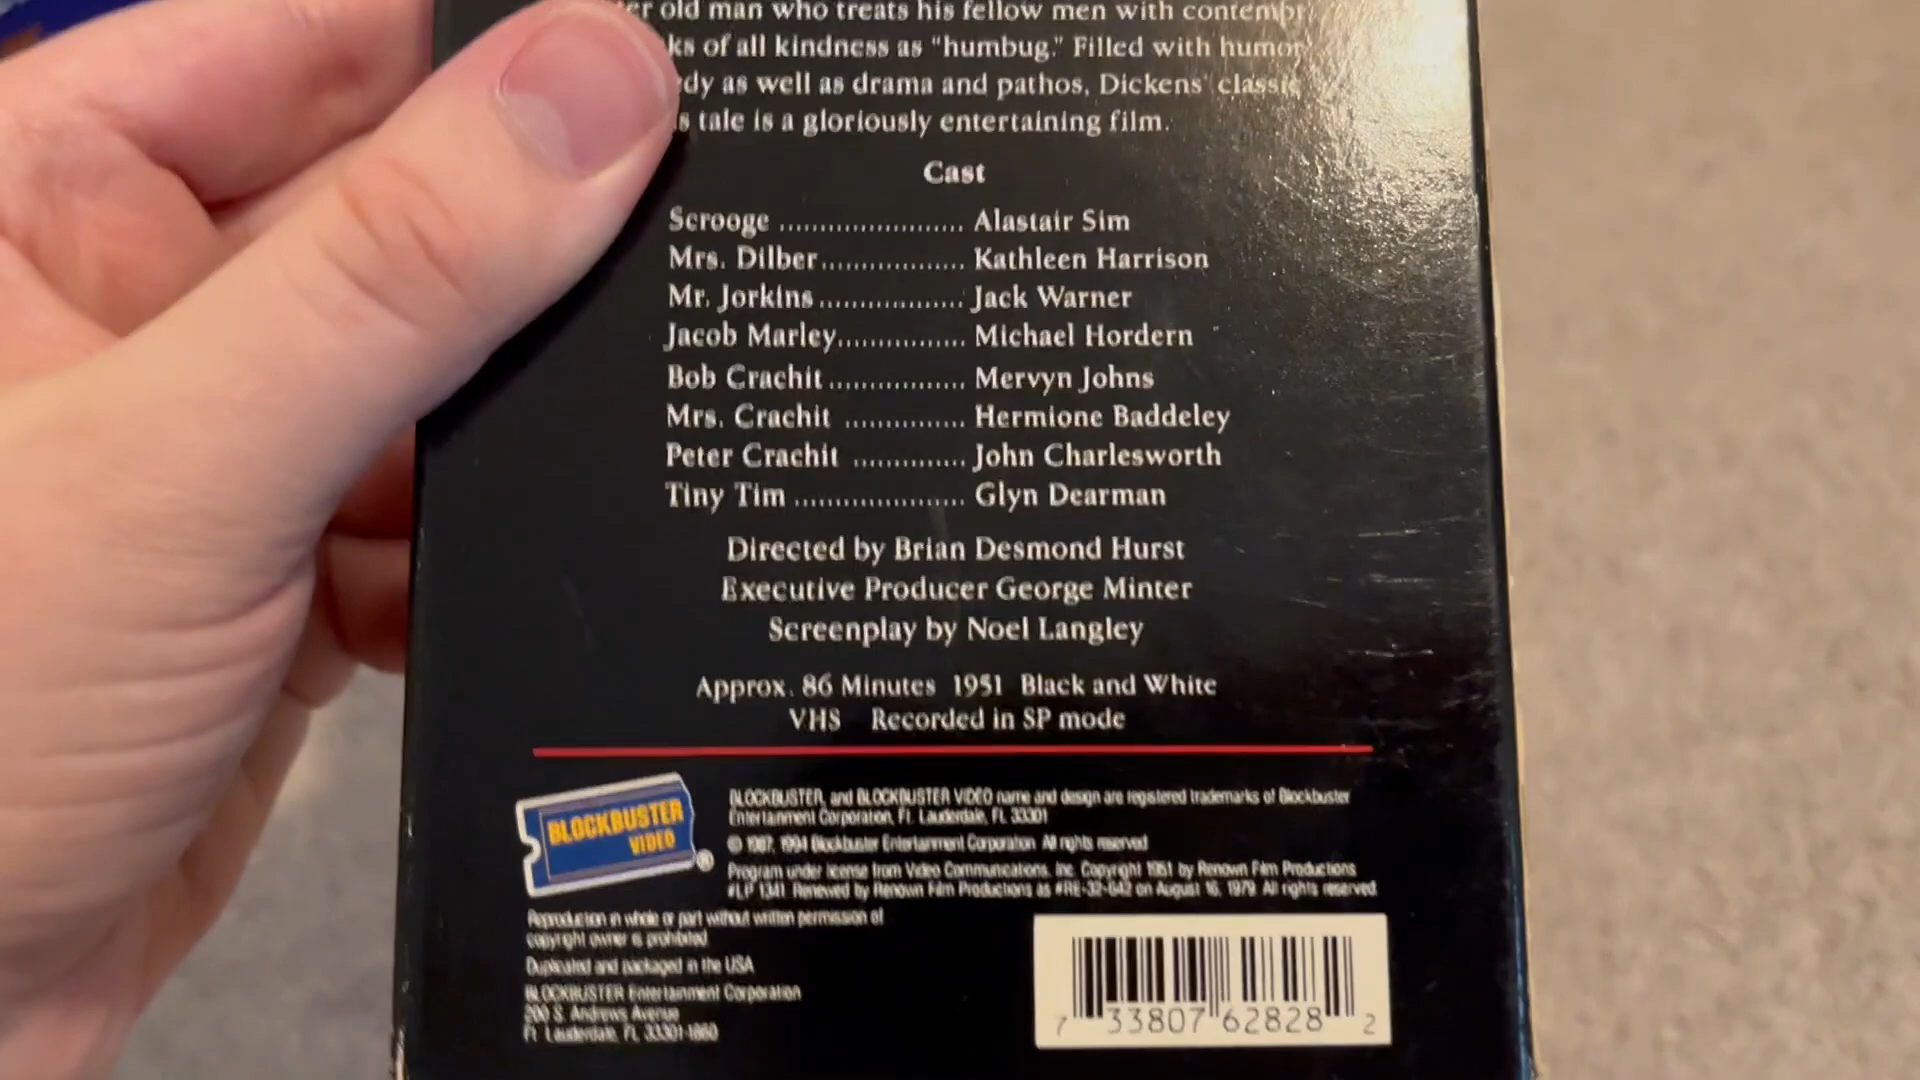 old man who treats his fellow men with contempt
of all kindness as "humbug." Filled with humor
as well as drama and pathos, Dickens' classic
tale is a gloriously entertaining film.
Cast
Scrooge ....................... Alastair Sim
Mrs. Dilber.................. Kathleen Harrison
Mr. Jorkins.................. Jack Warner
Jacob Marley................ Michael Hordern
Bob Crachit ................. Mervyn Johns
Mrs. Crachit ............... Hermione Baddeley
Peter Crachit .............. John Charlesworth
Tiny Tim ..................... Glyn Dearman
Directed by Brian Desmond Hurst
Executive Producer George Minter
Screenplay by Noel Langley
Approx. 86 Minutes 1951 Black and White
VHS Recorded in SP mode
BLOCKBUSTER VIDEO ®
BLOCKBUSTER, and BLOCKBUSTER VIDEO name and design are registered trademarks of Blockbuster
Entertainment Corporation, Ft. Lauderdale, FL 33301
© 1987, 1994 Blockbuster Entertainment Corporation All rights reserved
Program under license from Video Communications, Inc. Copyright 1951 by Renown Film Productions
#LP 1341. Renewed by Renown Film Productions as #RE-32-642 on August 16, 1979. All rights reserved.
Reproduction in whole or part without written permission of
copyright owner is prohibited
Duplicated and packaged in the USA
BLOCKBUSTER Entertainment Corporation
200 S. Andrews Avenue
Ft. Lauderdale, FL 33301-1860
7 33807 62828 2